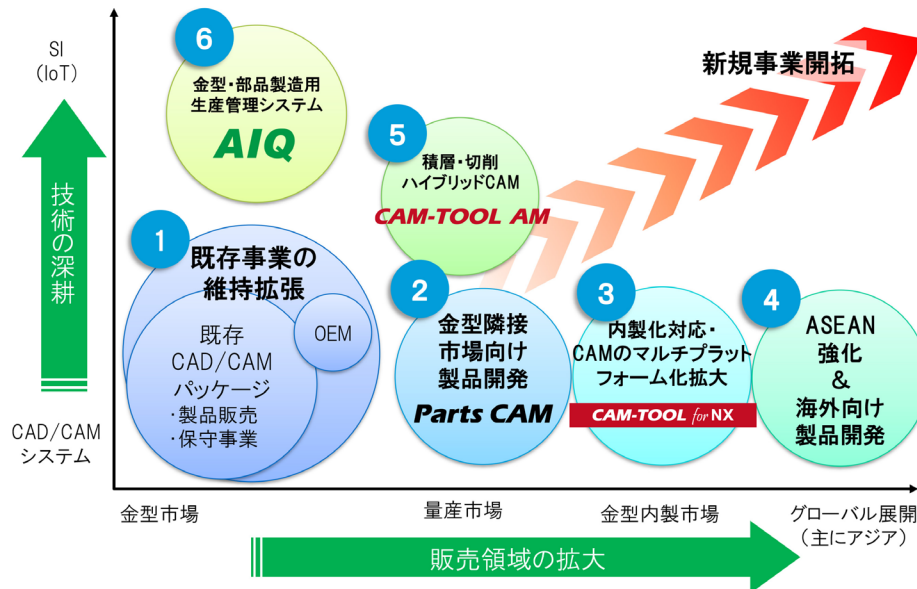 SI
(IoT)
技術の深耕
CAD/CAM
システム
6
金型・部品製造用
生産管理システム
AIQ
5
積層・切削
ハイブリッドCAM
CAM-TOOL AM
新規事業開拓
1
既存事業の
維持拡張
既存
CAD/CAM
パッケージ
・製品販売
・保守事業
OEM
2
金型隣接
市場向け
製品開発
Parts CAM
3
内製化対応・
CAMのマルチプラット
フォーム化拡大
CAM-TOOL for NX
4
ASEAN
強化
&
海外向け
製品開発
金型市場
量産市場
金型内製市場
グローバル展開
（主にアジア）
販売領域の拡大